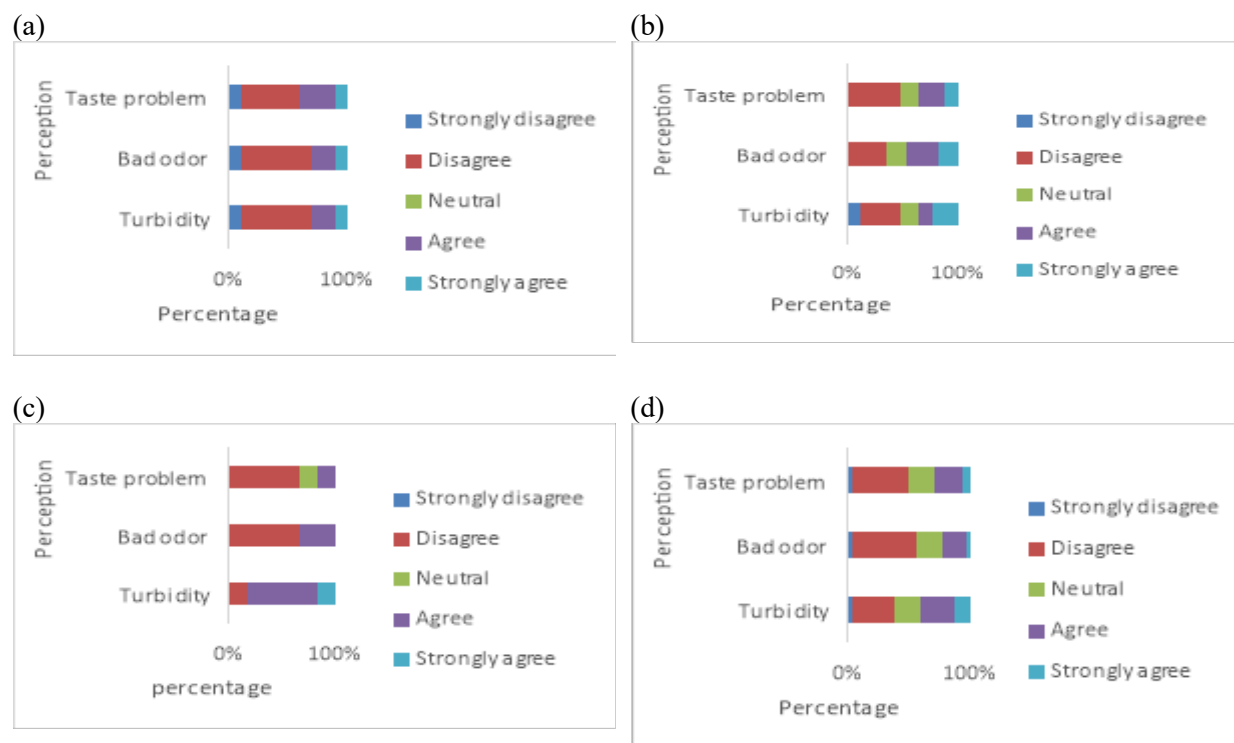 (a)
Perception
Taste problem
Bad odor
Turbidity
0%
100%
Percentage
Strongly disagree
Disagree
Neutral
Agree
Strongly agree
(b)
Perception
Taste problem
Bad odor
Turbidity
0%
100%
Percentage
Strongly disagree
Disagree
Neutral
Agree
Strongly agree
(c)
Perception
Taste problem
Bad odor
Turbidity
0%
100%
percentage
Strongly disagree
Disagree
Neutral
Agree
Strongly agree
(d)
Perception
Taste problem
Bad odor
Turbidity
0%
100%
Percentage
Strongly disagree
Disagree
Neutral
Agree
Strongly agree